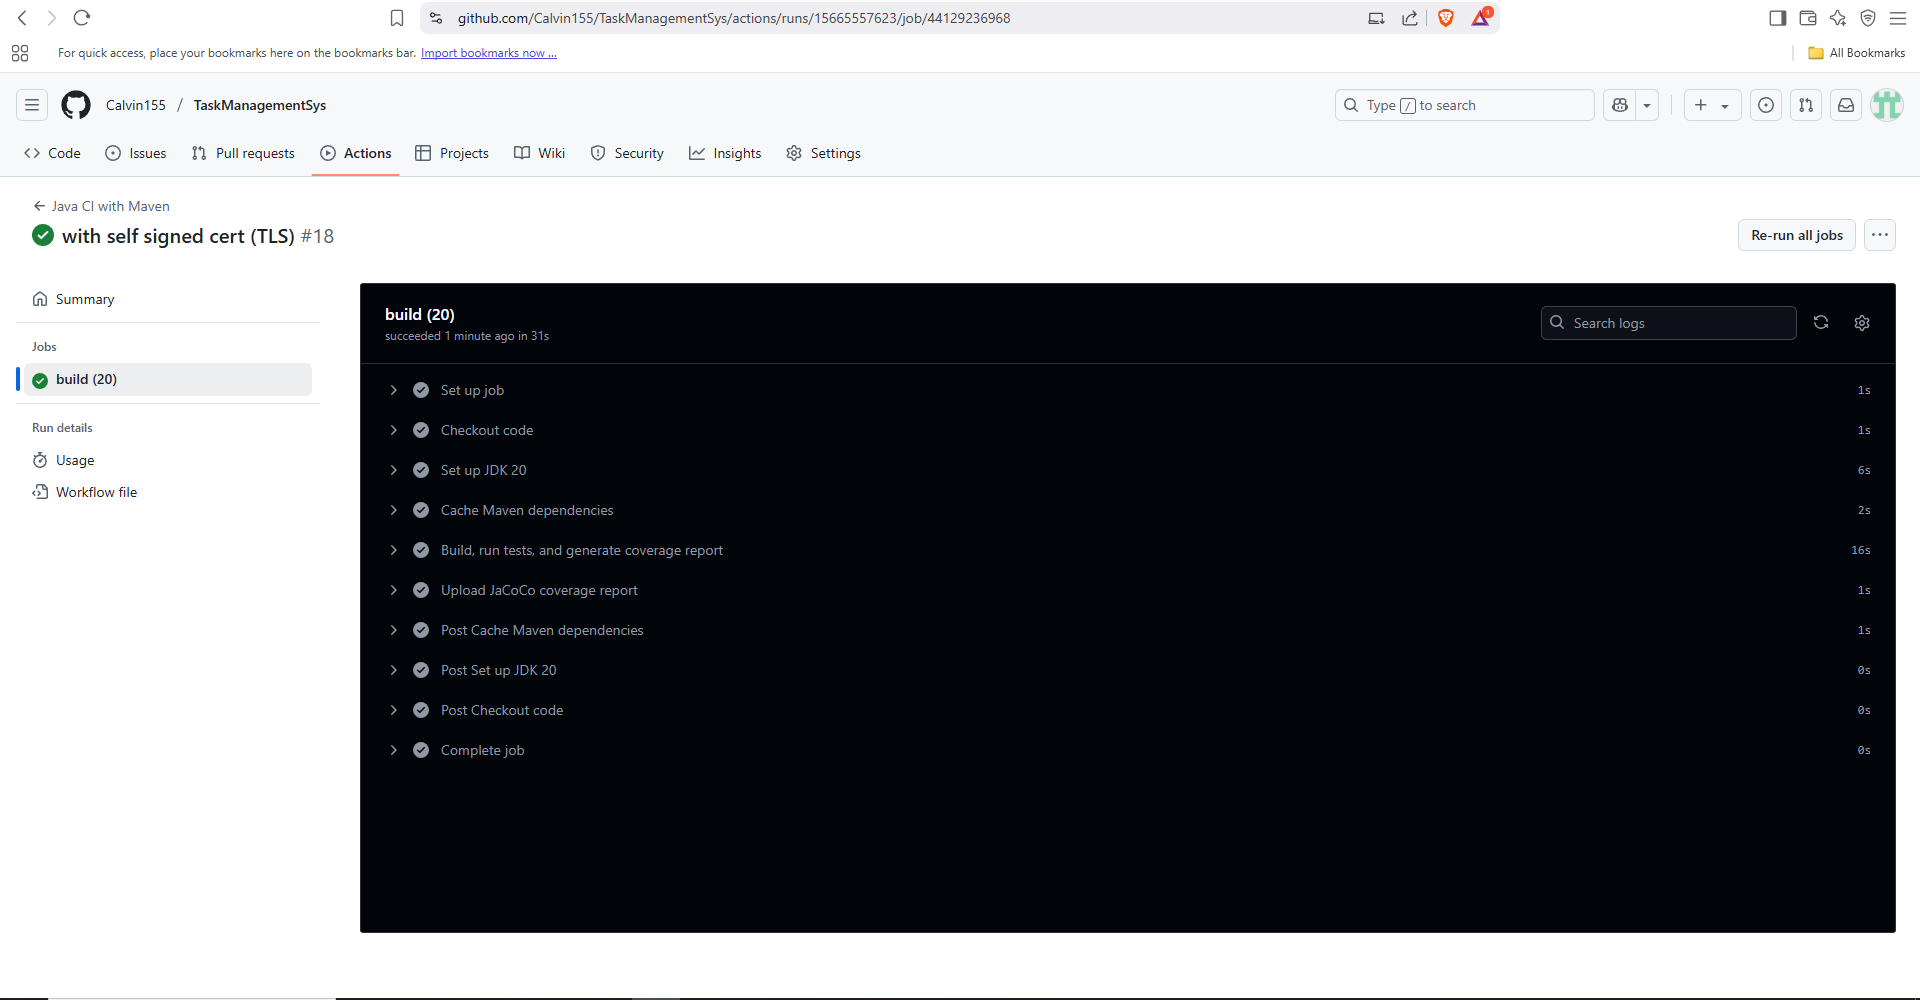 github.com/Calvin155/TaskManagementSys/actions/runs/15665557623/job/44129236968
1
For quick access, place your bookmarks here on the bookmarks bar. Import bookmarks now ...
All Bookmarks
Calvin155 / TaskManagementSys
Type / to search
Code
Issues
Pull requests
Actions
Projects
Wiki
Security
Insights
Settings
Java CI with Maven
with self signed cert (TLS) #18
Re-run all jobs
Summary
Jobs
build (20)
Run details
Usage
Workflow file
build (20)
succeeded 1 minute ago in 31s
Search logs
Set up job 1s
Checkout code 1s
Set up JDK 20 6s
Cache Maven dependencies 2s
Build, run tests, and generate coverage report 16s
Upload JaCoCo coverage report 1s
Post Cache Maven dependencies 1s
Post Set up JDK 20 0s
Post Checkout code 0s
Complete job 0s